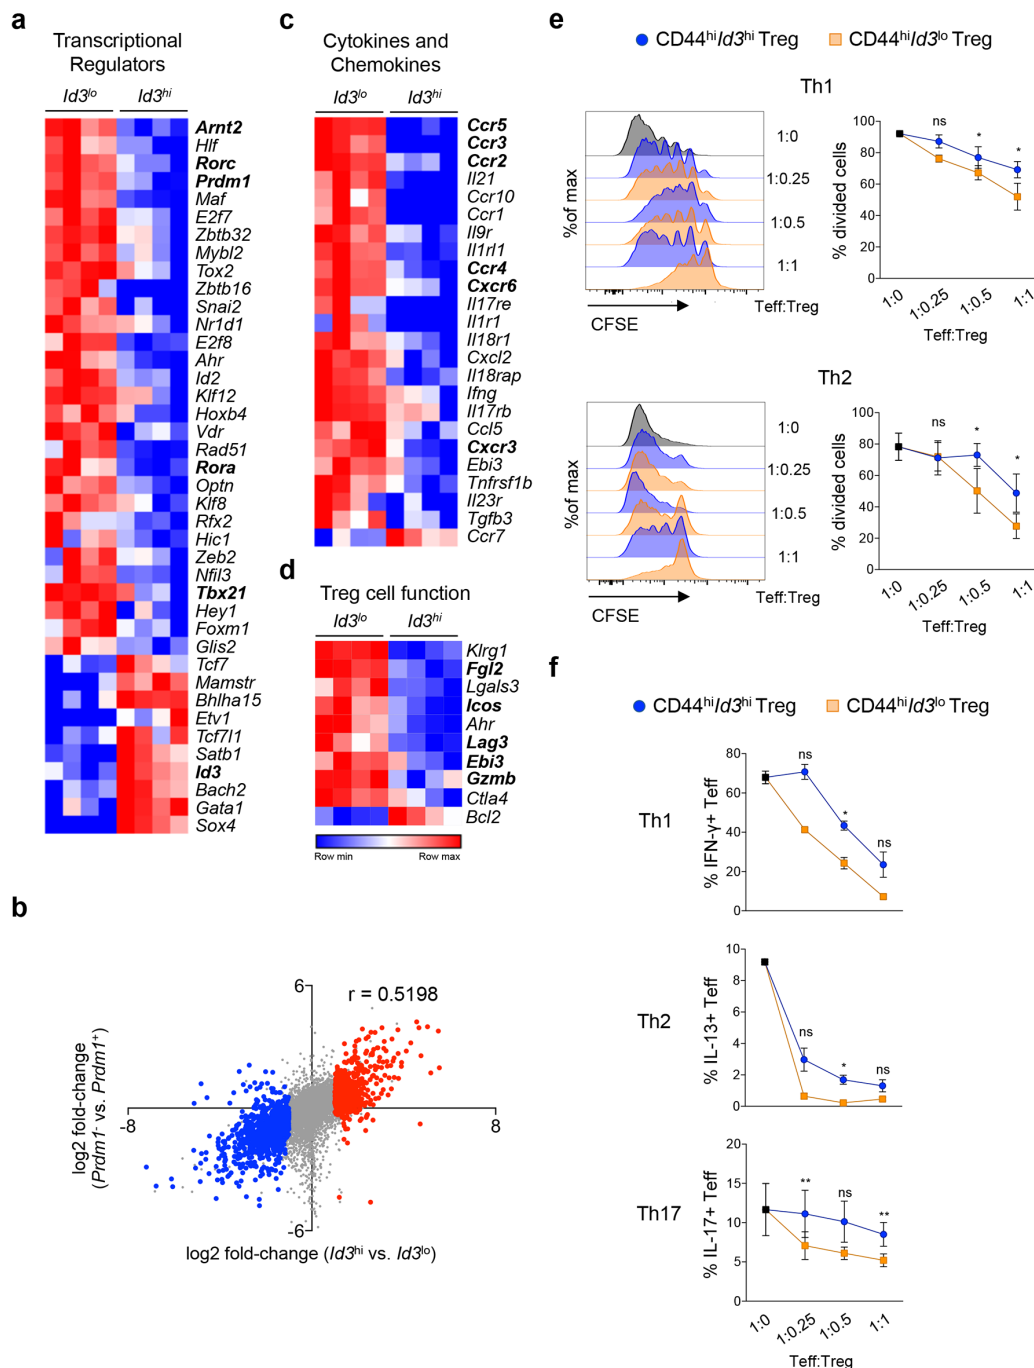 a
Transcriptional
Regulators
Id3lo Id3hi
Arnt2
Hlf
Rorc
Prdm1
Maf
E2f7
Zbtb32
Mybl2
Tox2
Zbtb16
Snai2
Nr1d1
E2f8
Ahr
Id2
Klf12
Hoxb4
Vdr
Rad51
Rora
Optn
Klf8
Rfx2
Hic1
Zeb2
Nfil3
Tbx21
Hey1
Foxm1
Glis2
Tcf7
Mamstr
Bhlha15
Etv1
Tcf7l1
Satb1
Id3
Bach2
Gata1
Sox4
c
Cytokines and
Chemokines
Id3lo Id3hi
Ccr5
Ccr3
Ccr2
Il21
Ccr10
Ccr1
Il9r
Il1rl1
Ccr4
Cxcr6
Il17re
Il1r1
Il18r1
Cxcl2
Il18rap
Ifng
Il17rb
Ccl5
Cxcr3
Ebi3
Tnfrsf1b
Il23r
Tgfb3
Ccr7
d
Treg cell function
Id3lo Id3hi
Klrg1
Fgl2
Lgals3
Icos
Ahr
Lag3
Ebi3
Gzmb
Ctla4
Bcl2
Row min Row max
b
6
r = 0.5198
log2 fold-change
(Prdm1- vs. Prdm1+)
-8 8
-6
log2 fold-change (Id3hi vs. Id3lo)
e
CD44hiId3hi Treg CD44hiId3lo Treg
Th1
%of max
1:0
1:0.25
1:0.5
1:1
Teff:Treg
CFSE
% divided cells
100
80
60
40
20
0
ns * *
1:0 1:0.25 1:0.5 1:1
Teff:Treg
Th2
%of max
1:0
1:0.25
1:0.5
1:1
Teff:Treg
CFSE
% divided cells
100
80
60
40
20
0
ns * *
1:0 1:0.25 1:0.5 1:1
Teff:Treg
f
CD44hiId3hi Treg CD44hiId3lo Treg
Th1
% IFN-γ+ Teff
80
60
40
20
0
ns * ns
Th2
% IL-13+ Teff
10
8
6
4
2
0
ns * ns
Th17
% IL-17+ Teff
20
15
10
5
0
** ns **
1:0 1:0.25 1:0.5 1:1
Teff:Treg